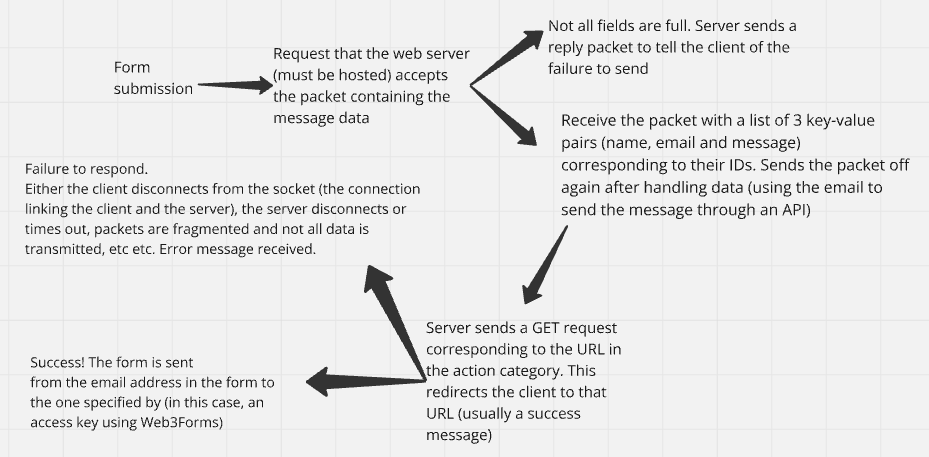 Form
submission
Request that the web server
(must be hosted) accepts
the packet containing the
message data
Not all fields are full. Server sends a
reply packet to tell the client of the
failure to send
Receive the packet with a list of 3 key-value
pairs (name, email and message)
corresponding to their IDs. Sends the packet off
again after handling data (using the email to
send the message through an API)
Failure to respond.
Either the client disconnects from the socket (the connection
linking the client and the server), the server disconnects or
times out, packets are fragmented and not all data is
transmitted, etc etc. Error message received.
Server sends a GET request
corresponding to the URL in
the action category. This
redirects the client to that
URL (usually a success
message)
Success! The form is sent
from the email address in the form to
the one specified by (in this case, an
access key using Web3Forms)